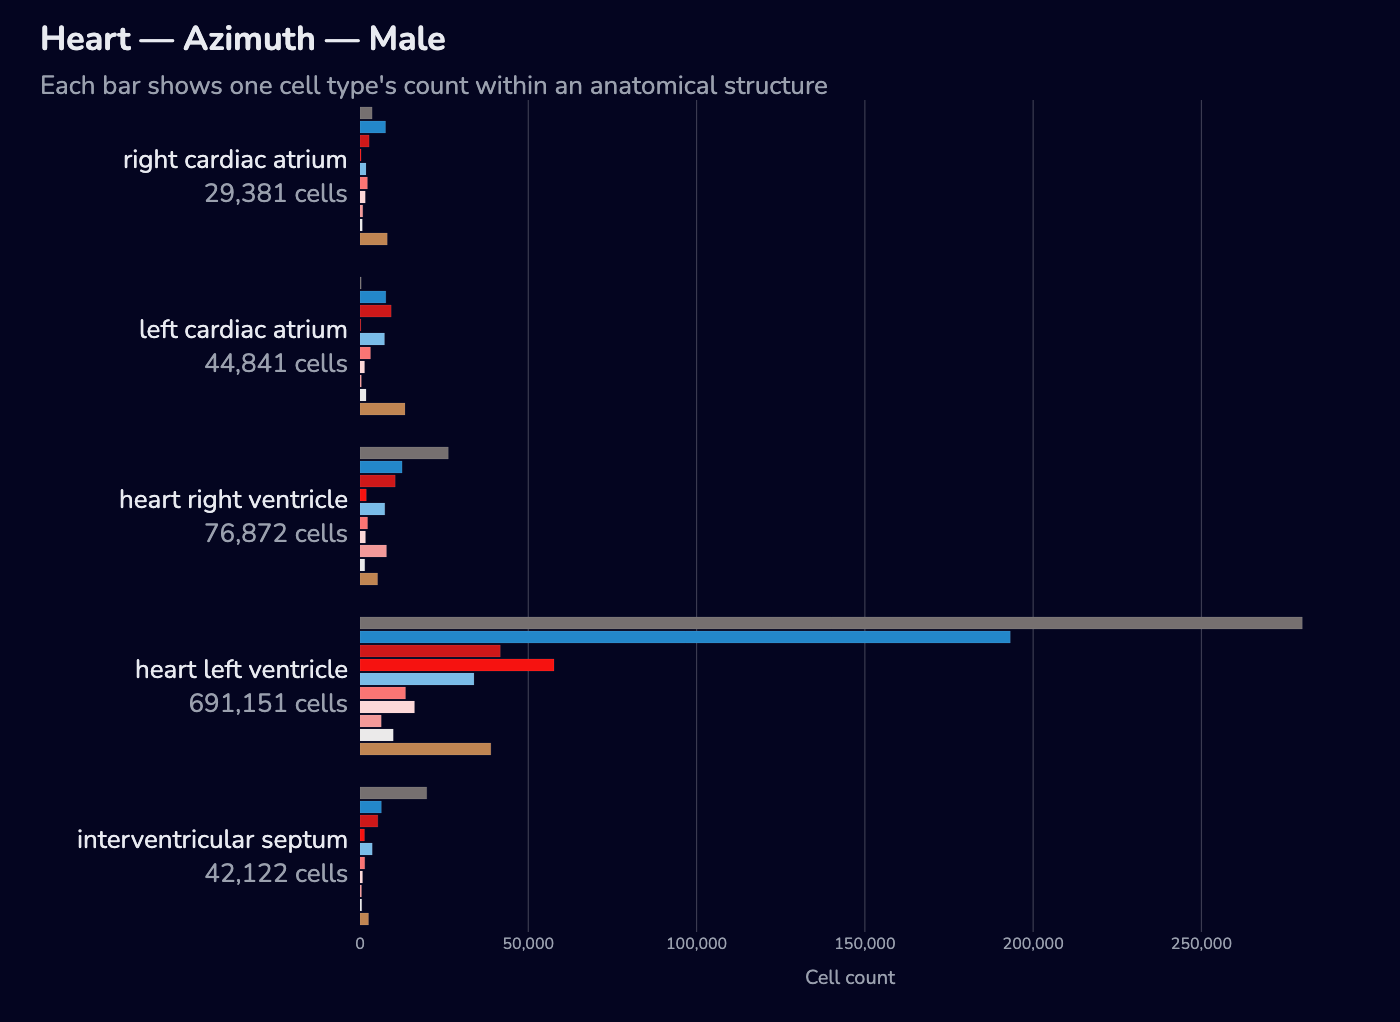 Heart — Azimuth — Male
Each bar shows one cell type's count within an anatomical structure
right cardiac atrium
29,381 cells
left cardiac atrium
44,841 cells
heart right ventricle
76,872 cells
heart left ventricle
691,151 cells
interventricular septum
42,122 cells
0 50,000 100,000 150,000 200,000 250,000
Cell count